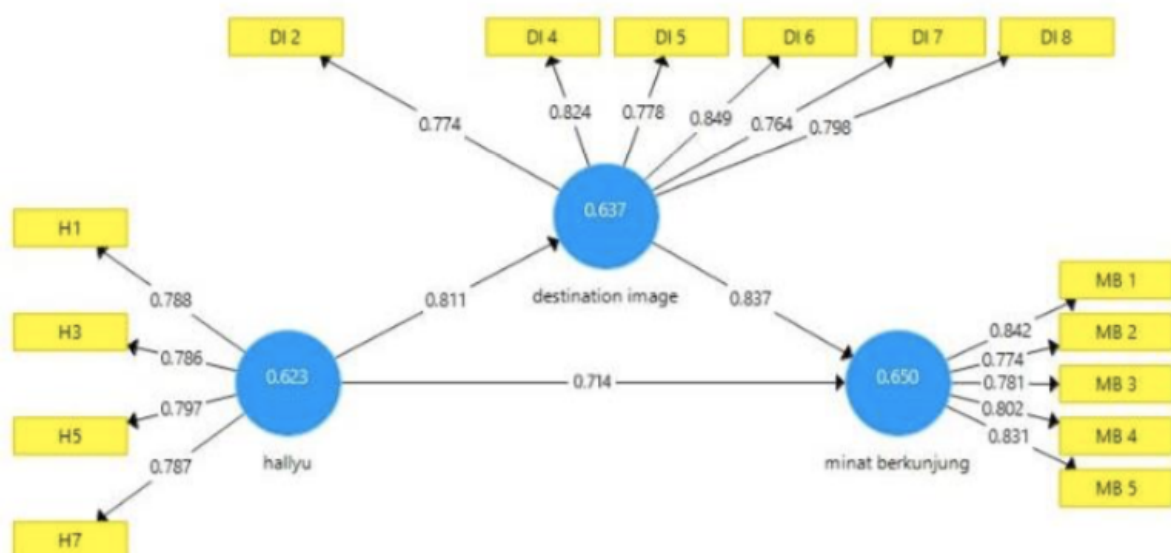 DI 2
DI 4
DI 5
DI 6
DI 7
DI 8
0.774
0.824
0.778
0.849
0.764
0.798
0.637
destination image
H1
H3
H5
H7
0.788
0.786
0.797
0.787
0.623
hallyu
0.811
0.837
0.714
0.650
minat berkunjung
0.842
0.774
0.781
0.802
0.831
MB 1
MB 2
MB 3
MB 4
MB 5